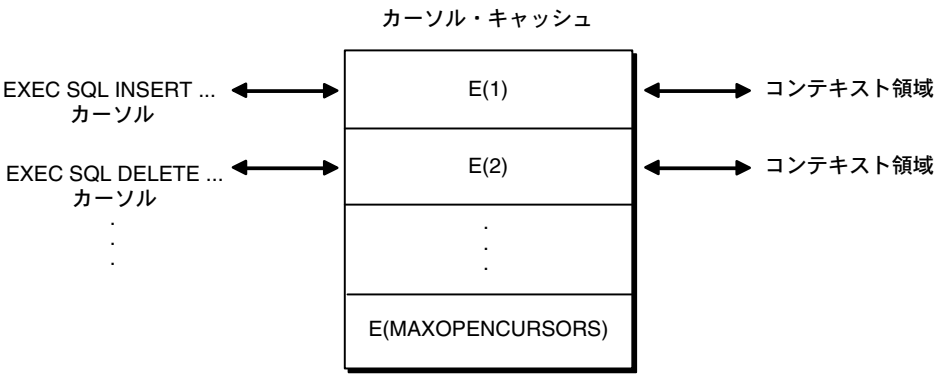 カーソル・キャッシュ
EXEC SQL INSERT ...
カーソル
E(1)
コンテキスト領域
EXEC SQL DELETE ...
カーソル
E(2)
コンテキスト領域
.
.
.
.
.
.
E(MAXOPENCURSORS)